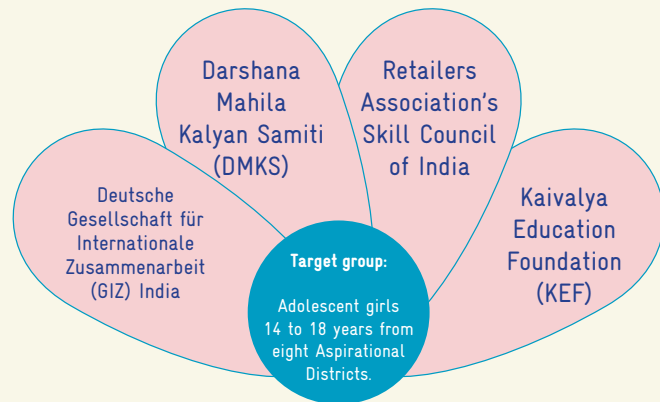 Deutsche
Gesellschaft für
Internationale
Zusammenarbeit
(GIZ) India
Darshana
Mahila
Kalyan Samiti
(DMKS)
Retailers
Association's
Skill Council
of India
Kaivalya
Education
Foundation
(KEF)
Target group:
Adolescent girls
14 to 18 years from
eight Aspirational
Districts.